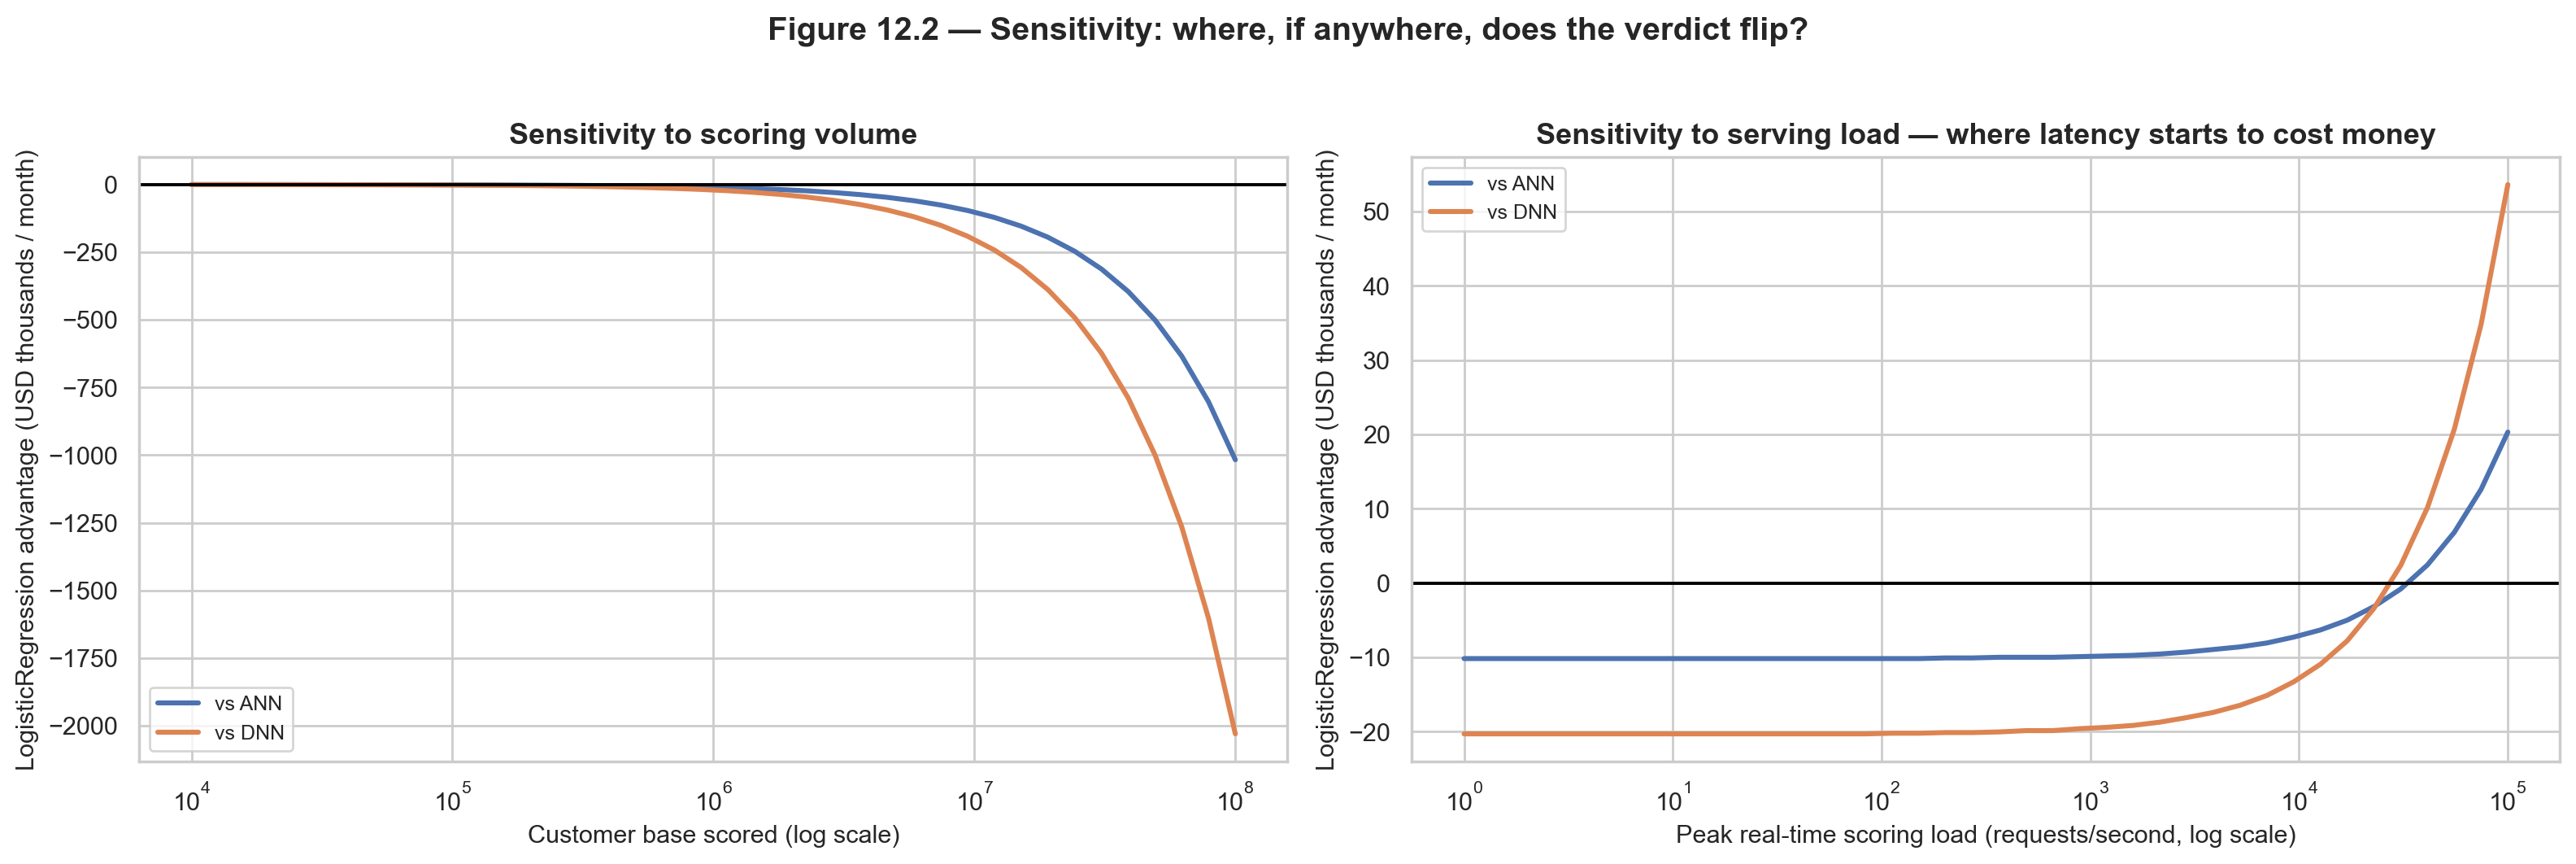 Figure 12.2 — Sensitivity: where, if anywhere, does the verdict flip?
Sensitivity to scoring volume
LogisticRegression advantage (USD thousands / month)
0
−250
−500
−750
−1000
−1250
−1500
−1750
−2000
vs ANN
vs DNN
10^4
10^5
10^6
10^7
10^8
Customer base scored (log scale)
Sensitivity to serving load — where latency starts to cost money
LogisticRegression advantage (USD thousands / month)
vs ANN
vs DNN
50
40
30
20
10
0
−10
−20
10^0
10^1
10^2
10^3
10^4
10^5
Peak real-time scoring load (requests/second, log scale)